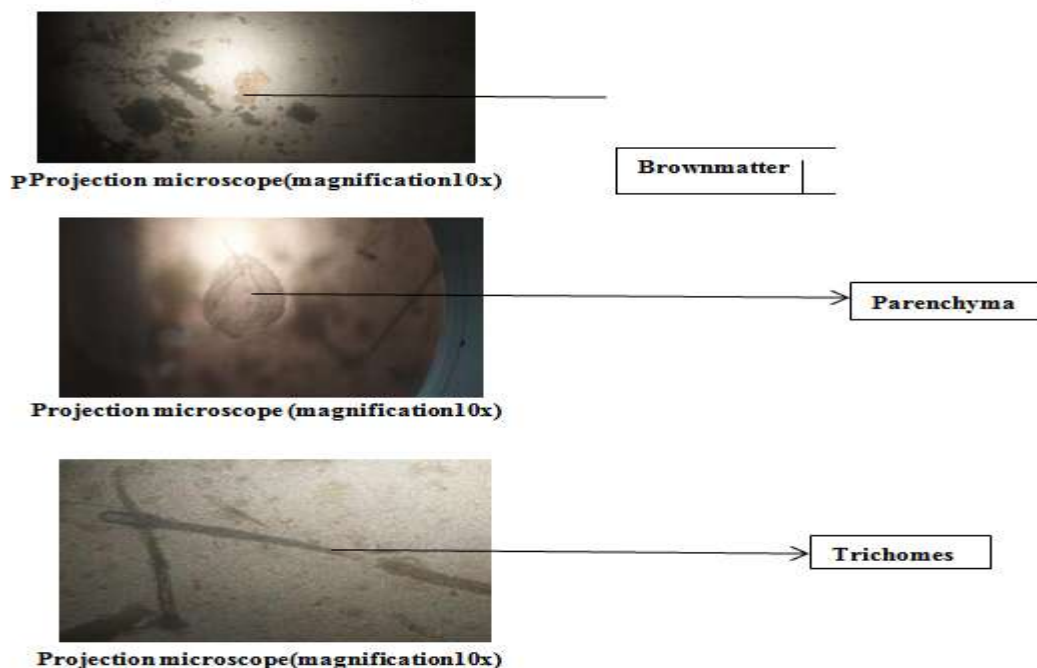 PProjection microscope(magnification10x)
Brownmatter
Projection microscope (magnification10x)
Parenchyma
Projection microscope(magnification10x)
Trichomes